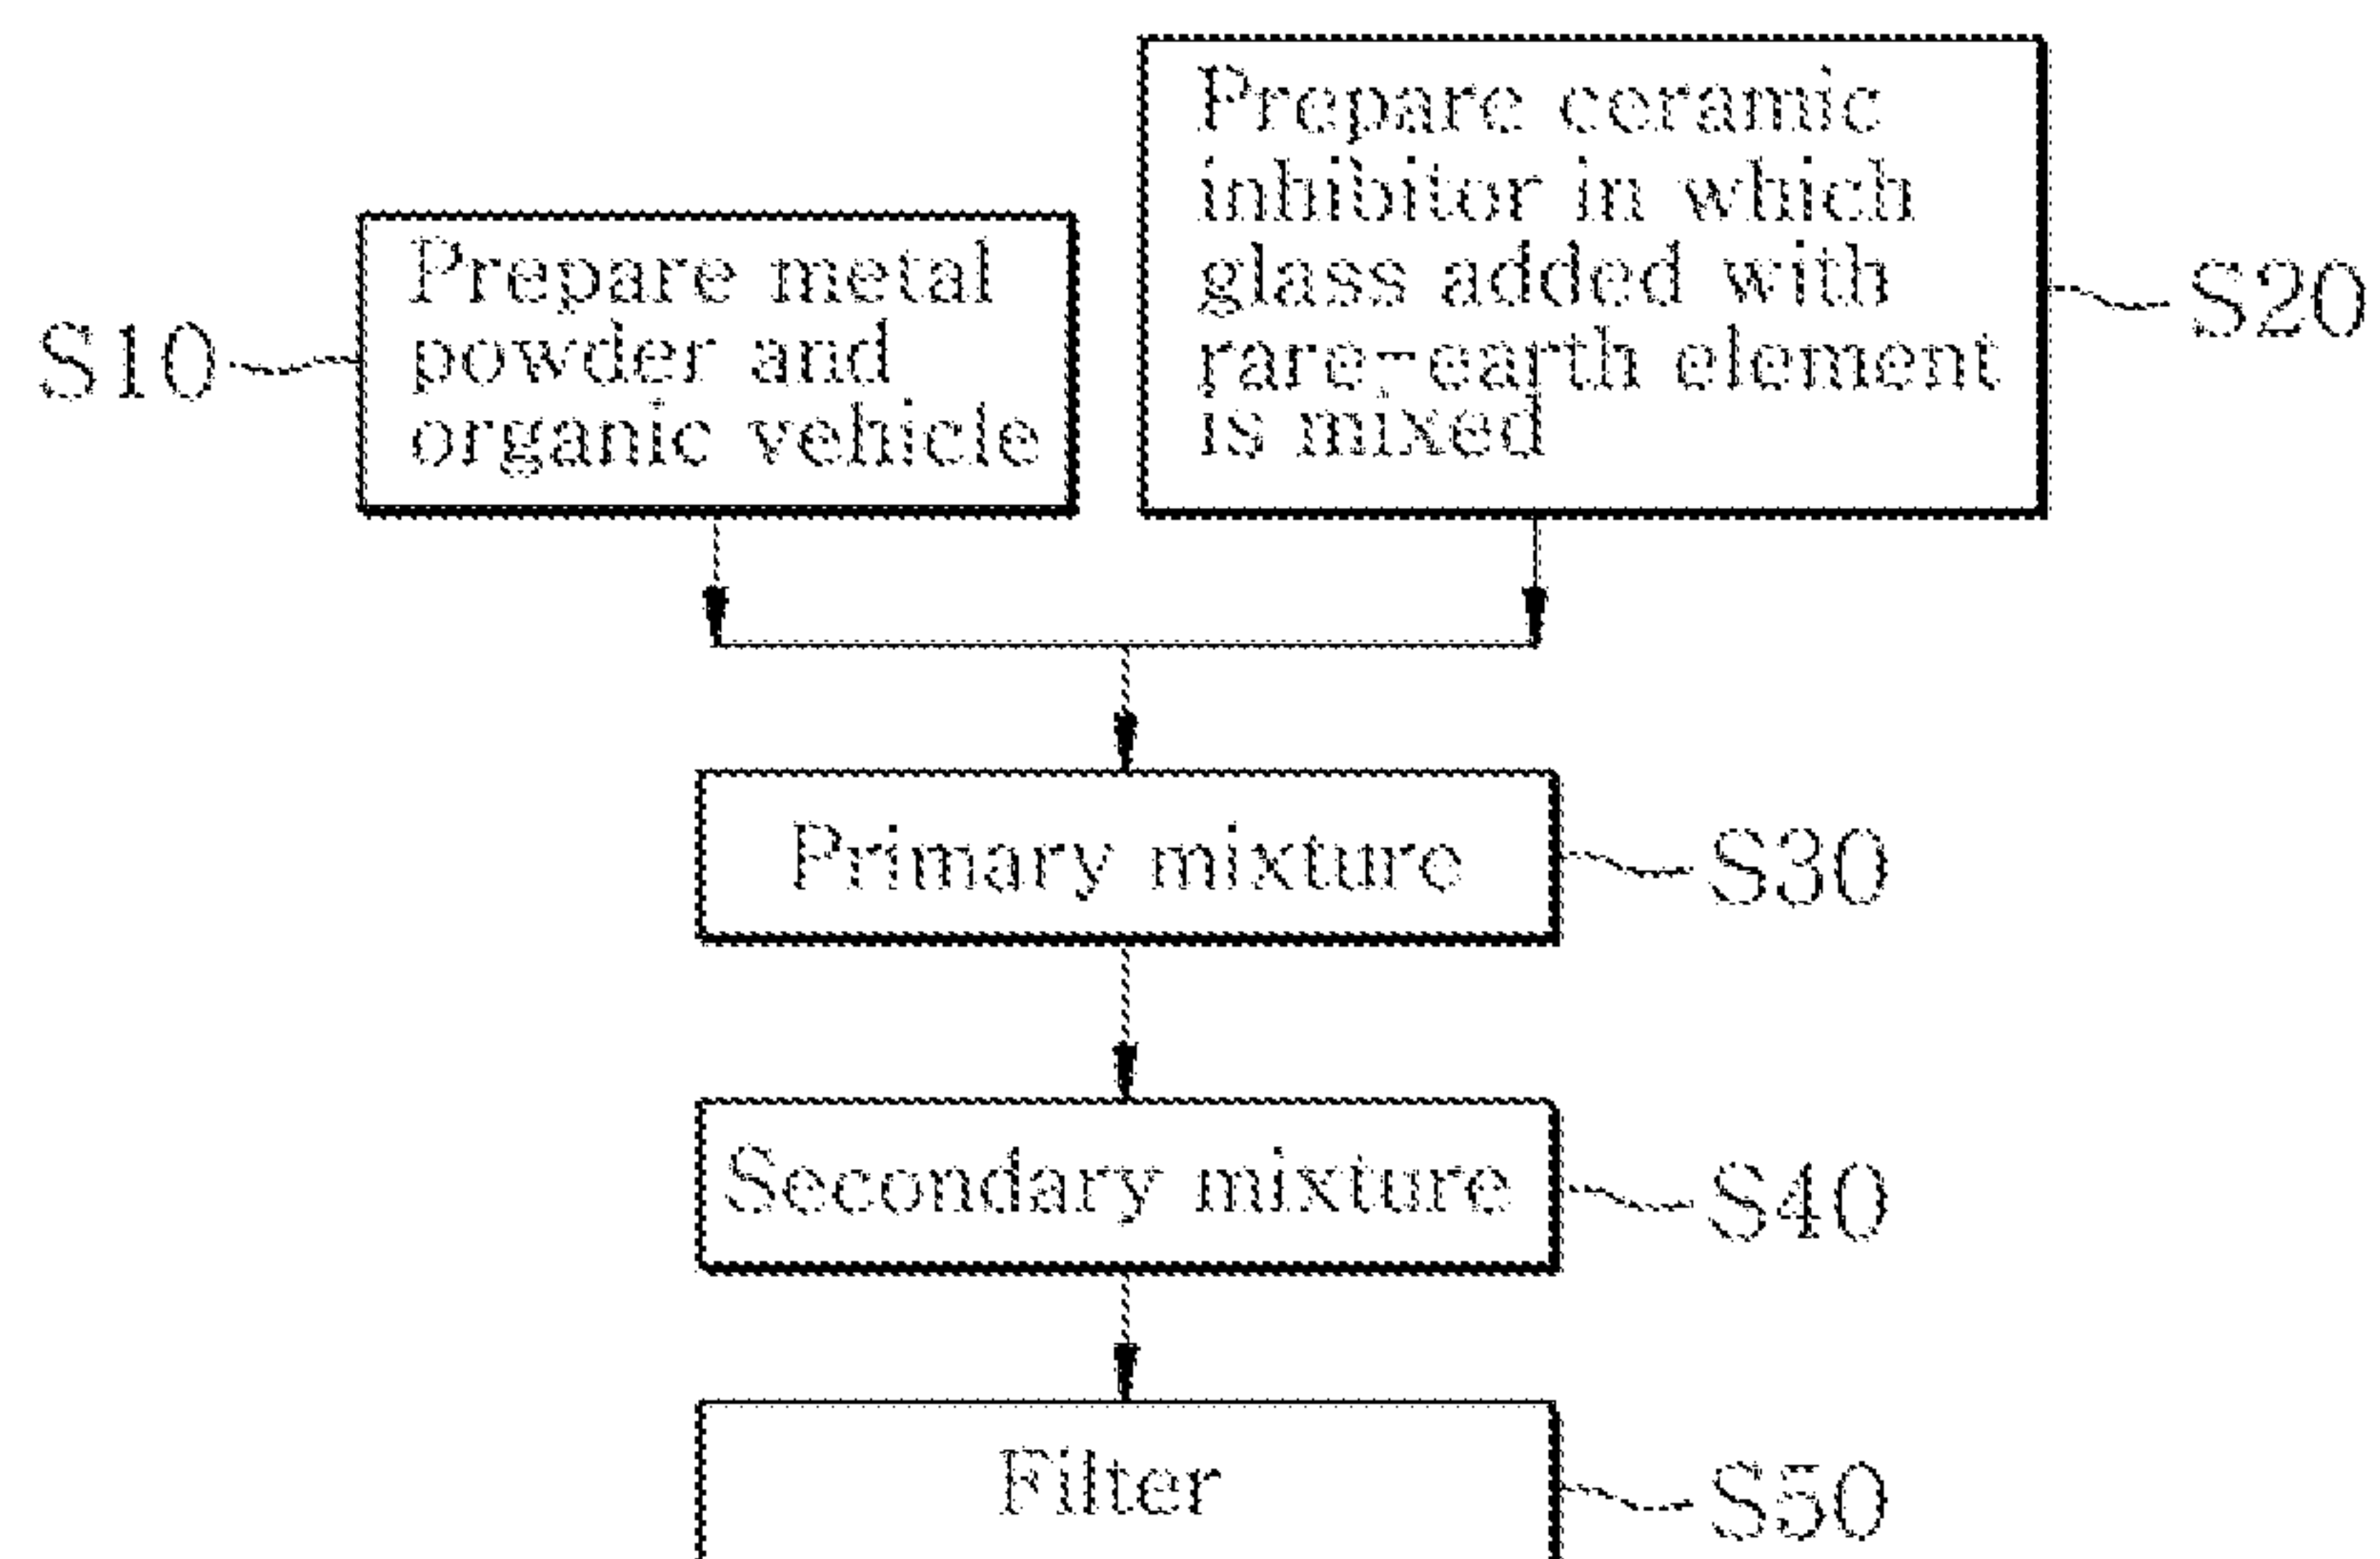 S10
Prepare metal
powder and
organic vehicle
Prepare ceramic
inhibitor in which
glass added with
rare-earth element
is mixed
S20
Primary mixture
S30
Secondary mixture
S40
Filter
S50